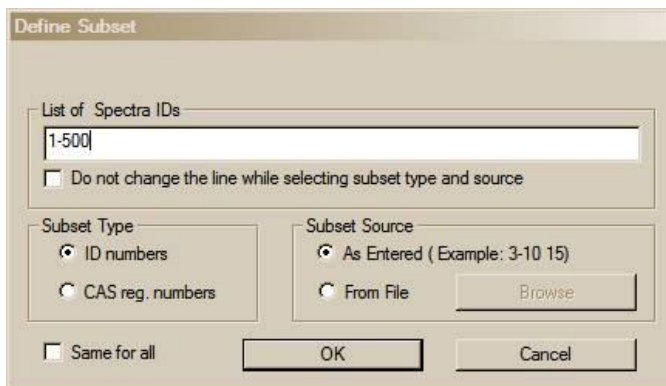 Define Subset
List of Spectra IDs
1-500
Do not change the line while selecting subset type and source
Subset Type
Subset Source
ID numbers
As Entered ( Example: 3-10 15)
CAS reg. numbers
From File
Browse
Same for all
OK
Cancel